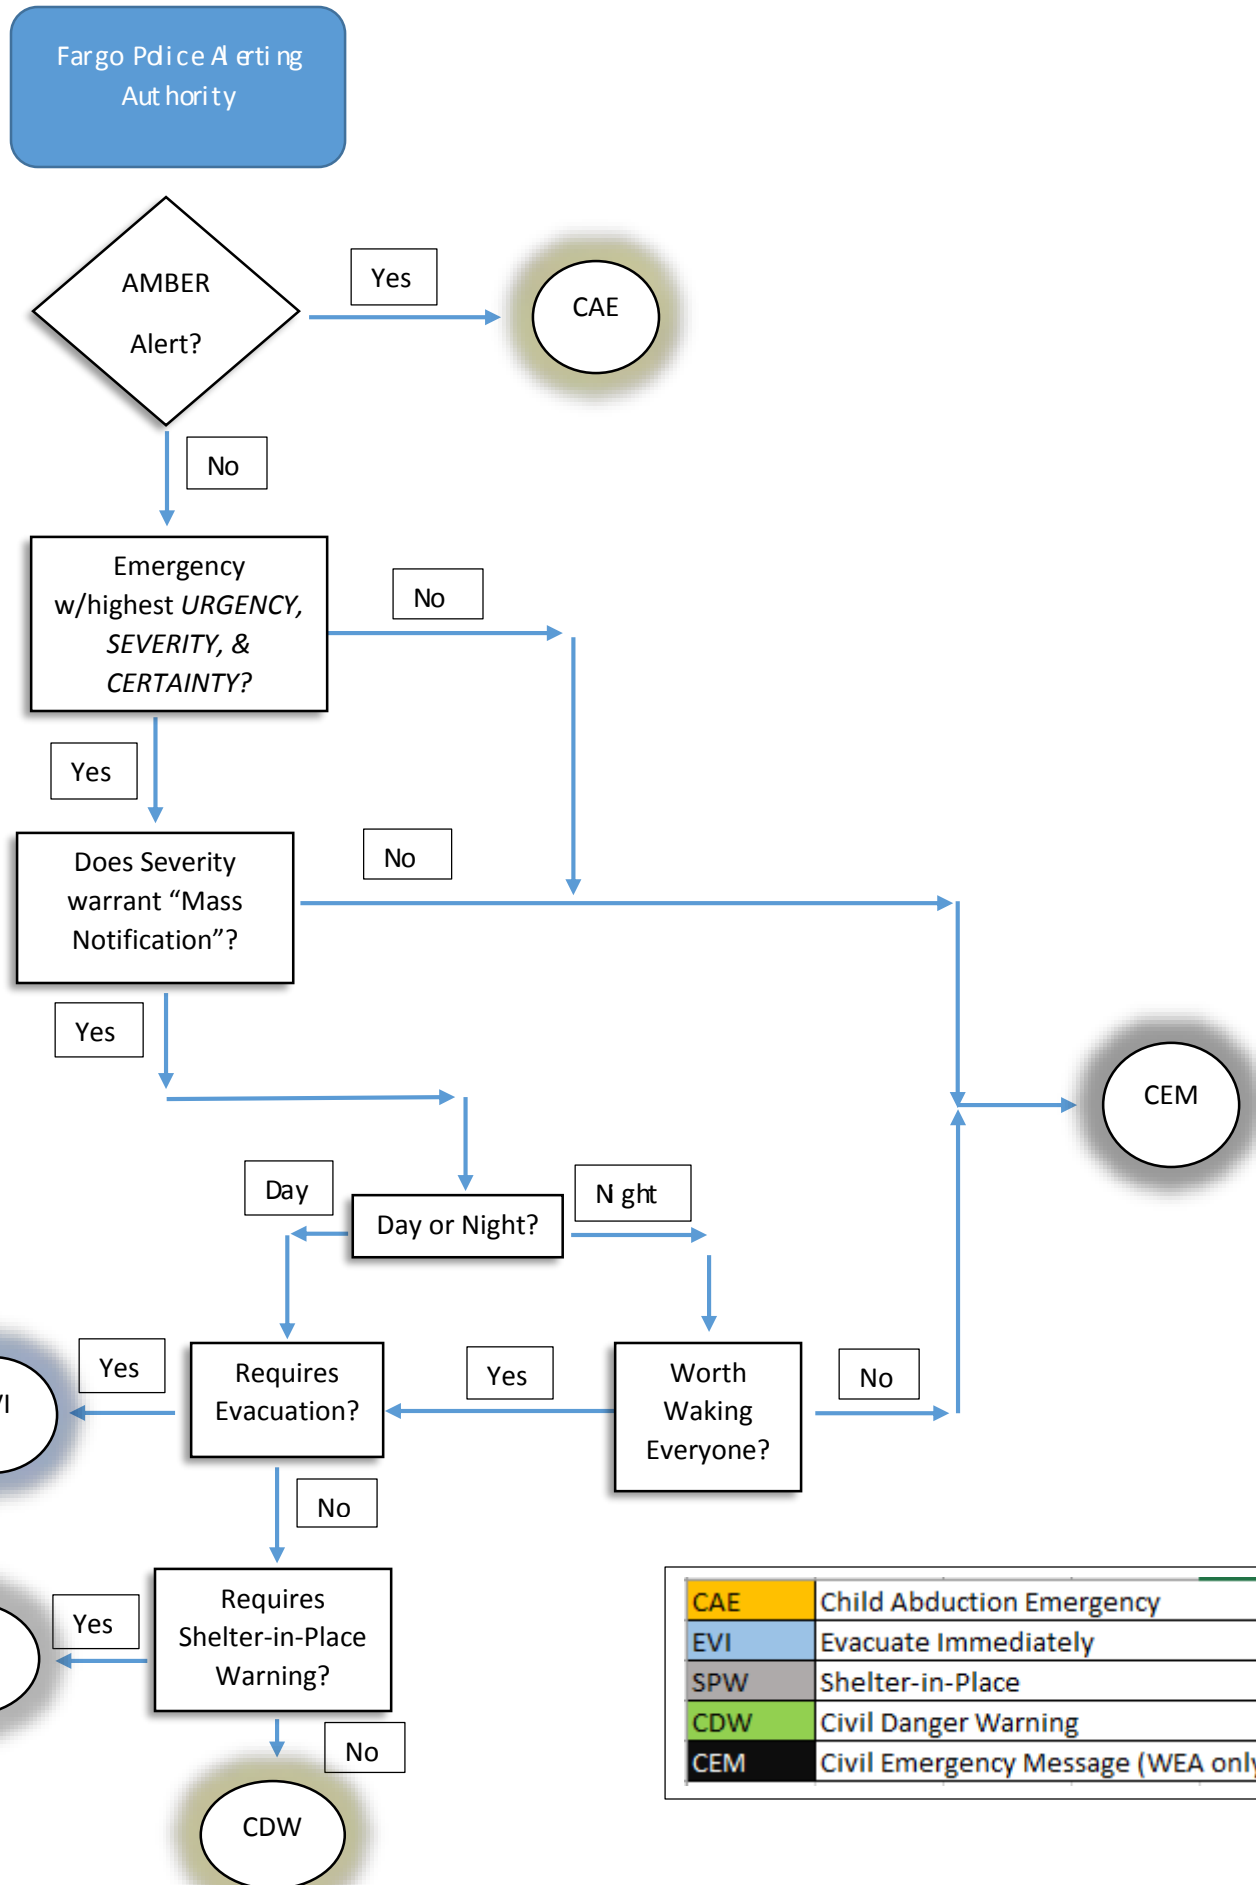 Fargo Police Alerting
Authority
AMBER
Alert?
Yes
CAE
No
Emergency
w/highest URGENCY,
SEVERITY, &
CERTAINTY?
No
Yes
Does Severity
warrant “Mass
Notification”?
No
Yes
CEM
Day
Day or Night?
Night
Yes
Requires
Evacuation?
Yes
Worth
Waking
Everyone?
No
No
Yes
Requires
Shelter-in-Place
Warning?
No
CDW
CAE Child Abduction Emergency
EVI Evacuate Immediately
SPW Shelter-in-Place
CDW Civil Danger Warning
CEM Civil Emergency Message (WEA only